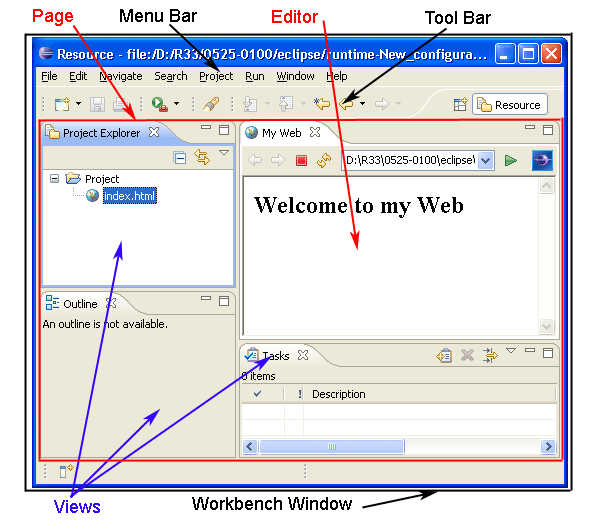 Page
Menu Bar
Editor
Tool Bar
Resource - file:/D:/R33/0525-0100/eclipse/runtime-New_configura...
File Edit Navigate Search Project Run Window Help
Resource
Project Explorer
My Web
D:\R33\0525-0100\eclipse\
Project
index.html
Welcome to my Web
Outline
An outline is not available.
Tasks
0 items
! Description
Views
Workbench Window